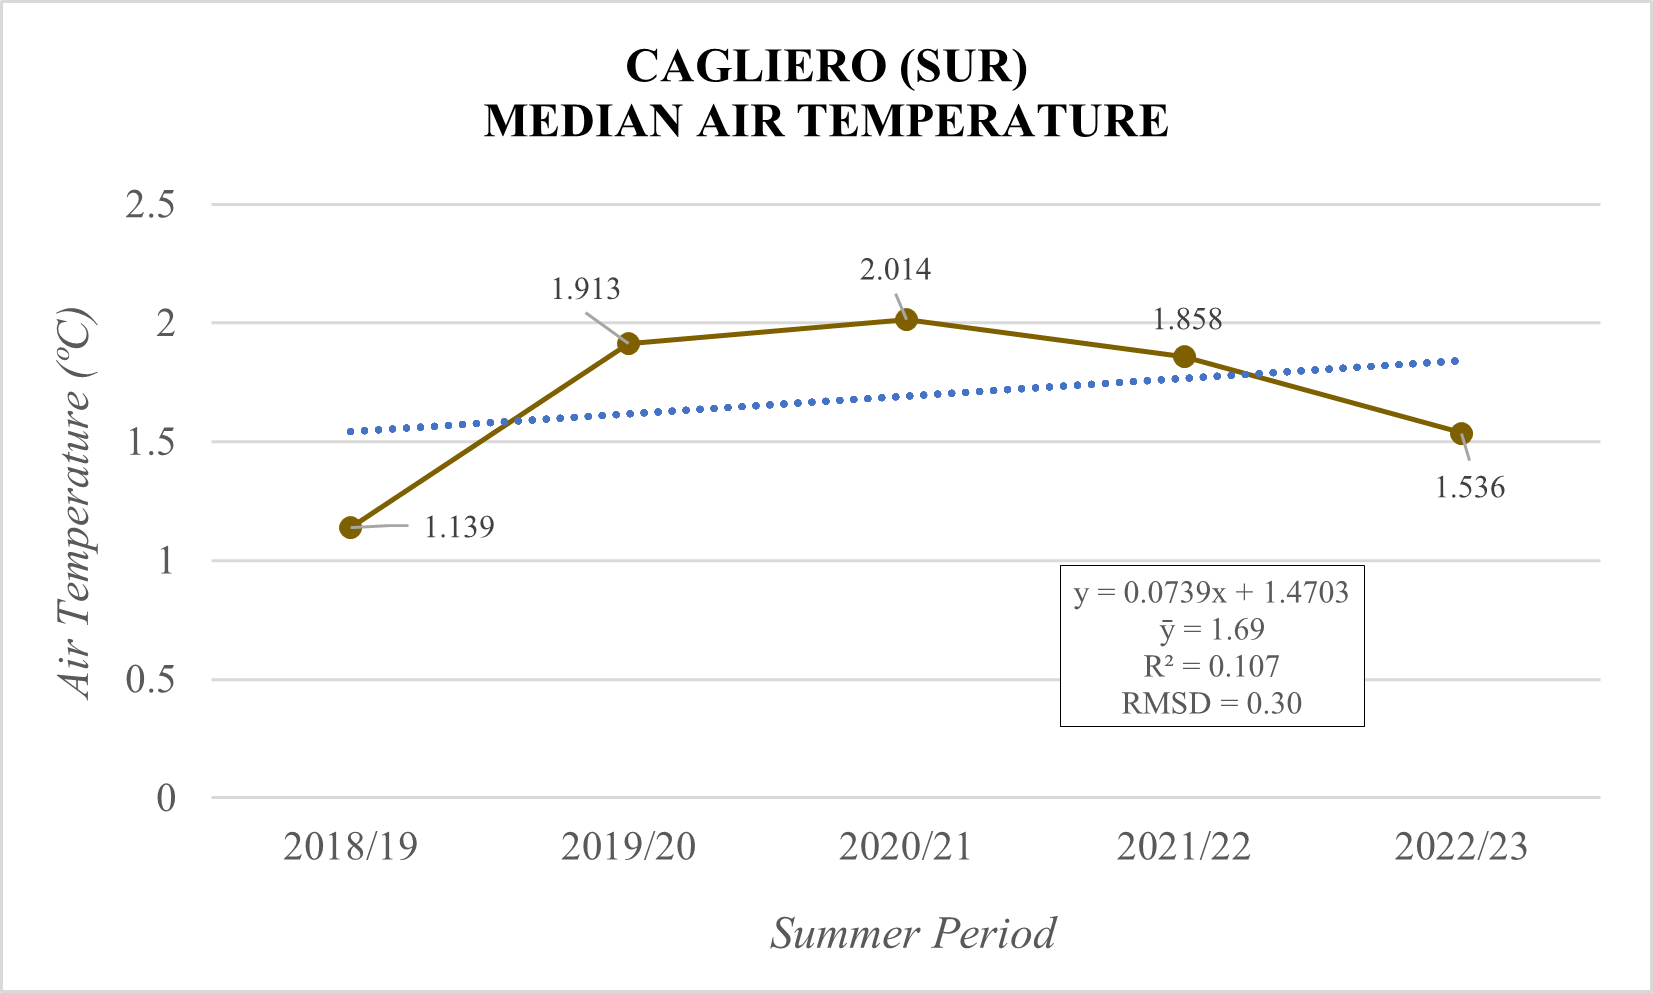 CAGLIERO (SUR)
MEDIAN AIR TEMPERATURE
2.5
2
1.5
1
0.5
0
Air Temperature (ºC)
1.139
1.913
2.014
1.858
1.536
y = 0.0739x + 1.4703
ȳ = 1.69
R² = 0.107
RMSD = 0.30
2018/19
2019/20
2020/21
2021/22
2022/23
Summer Period